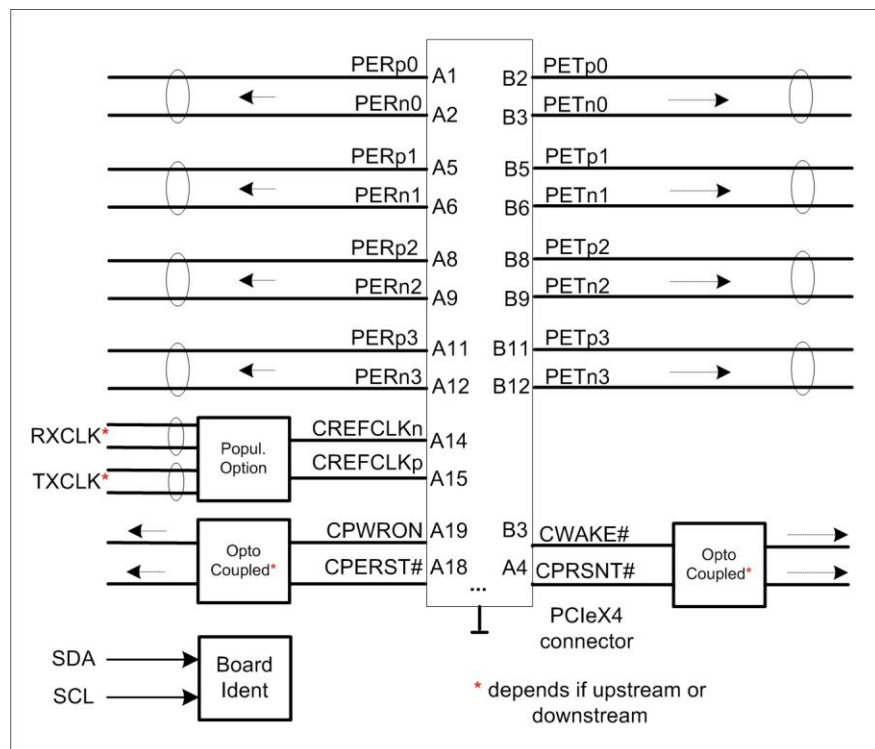 PERp0 A1 B2 PETp0
PERn0 A2 B3 PETn0
PERp1 A5 B5 PETp1
PERn1 A6 B6 PETn1
PERp2 A8 B8 PETp2
PERn2 A9 B9 PETn2
PERp3 A11 B11 PETp3
PERn3 A12 B12 PETn3
RXCLK* CREFCLKn A14
Popul.
Option
TXCLK* CREFCLKp A15
CPWRON A19 B3 CWAKE#
Opto
Coupled*
CPERST# A18 A4 CPRSNT#
Opto
Coupled*
...
PCIeX4
connector
SDA
SCL
Board
Ident
* depends if upstream or
downstream